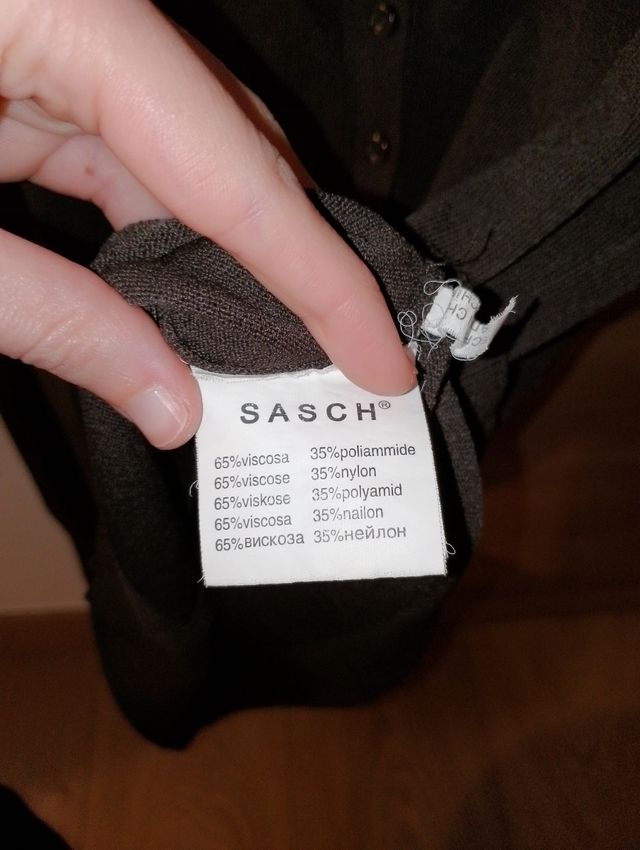 SASCH®
65%viscosa 35%poliammide
65%viscose 35%nylon
65%viskose 35%polyamid
65%viscosa 35%nailon
65%вискоза 35%нейлон